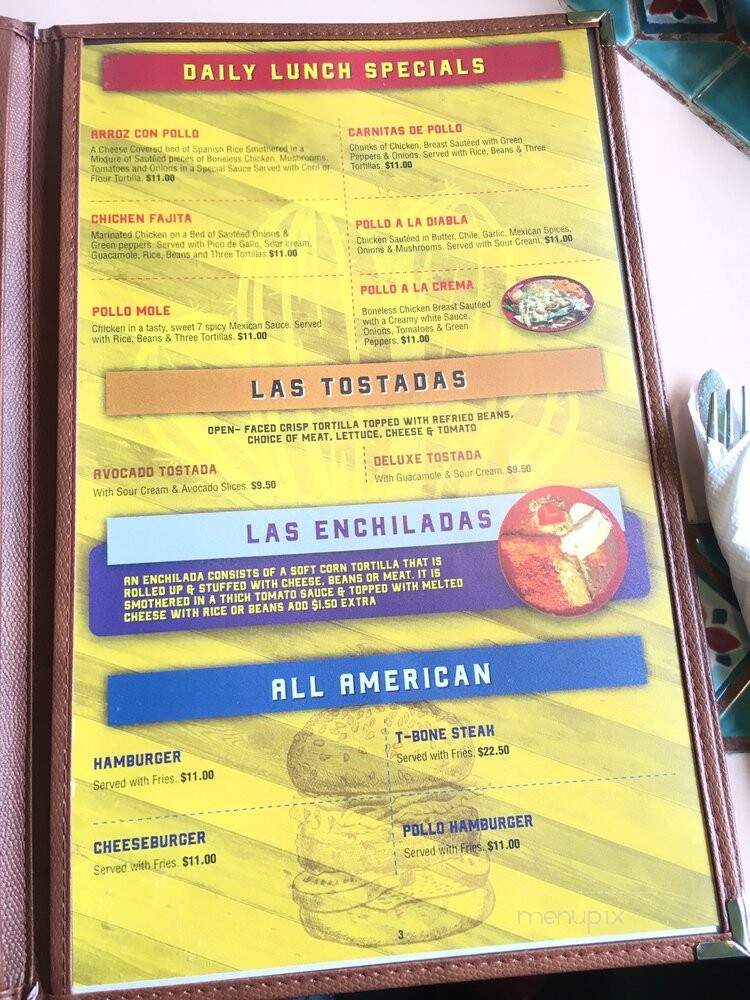 DAILY LUNCH SPECIALS
ARROZ CON POLLO
A Cheese Covered bed of Spanish Rice Smothered in a
Mixture of Sautéed pieces of Boneless Chicken, Mushrooms,
Tomatoes and Onions in a Special Sauce Served with Corn or
Flour Tortilla. $11.00
CARNITAS DE POLLO
Chunks of Chicken, Breast Sautéed with Green
Peppers & Onions. Served with Rice, Beans & Three
Tortillas. $11.00
CHICKEN FAJITA
Marinated Chicken on a Bed of Sautéed Onions &
Green peppers. Served with Pico de Gallo, Sour cream,
Guacamole, Rice, Beans and Three Tortillas $11.00
POLLO A LA DIABLA
Chicken Sautéed in Butter, Chile, Garlic, Mexican Spices,
Onions & Mushrooms. Served with Sour Cream. $11.00
POLLO MOLE
Chicken in a tasty, sweet 7 spicy Mexican Sauce. Served
with Rice, Beans & Three Tortillas. $11.00
POLLO A LA CREMA
Boneless Chicken Breast Sautéed
with a Creamy white Sauce,
Onions, Tomatoes & Green
Peppers. $11.00
LAS TOSTADAS
OPEN- FACED CRISP TORTILLA TOPPED WITH REFRIED BEANS,
CHOICE OF MEAT, LETTUCE, CHEESE & TOMATO
AVOCADO TOSTADA
With Sour Cream & Avocado Slices. $9.50
DELUXE TOSTADA
With Guacamole & Sour Cream. $9.50
LAS ENCHILADAS
AN ENCHILADA CONSISTS OF A SOFT CORN TORTILLA THAT IS
ROLLED UP & STUFFED WITH CHEESE, BEANS OR MEAT. IT IS
SMOTHERED IN A THICK TOMATO SAUCE & TOPPED WITH MELTED
CHEESE WITH RICE OR BEANS ADD $1.50 EXTRA
ALL AMERICAN
HAMBURGER
Served with Fries. $11.00
T-BONE STEAK
Served with Fries. $22.50
CHEESEBURGER
Served with Fries. $11.00
POLLO HAMBURGER
Served with Fries. $11.00
3
menupix